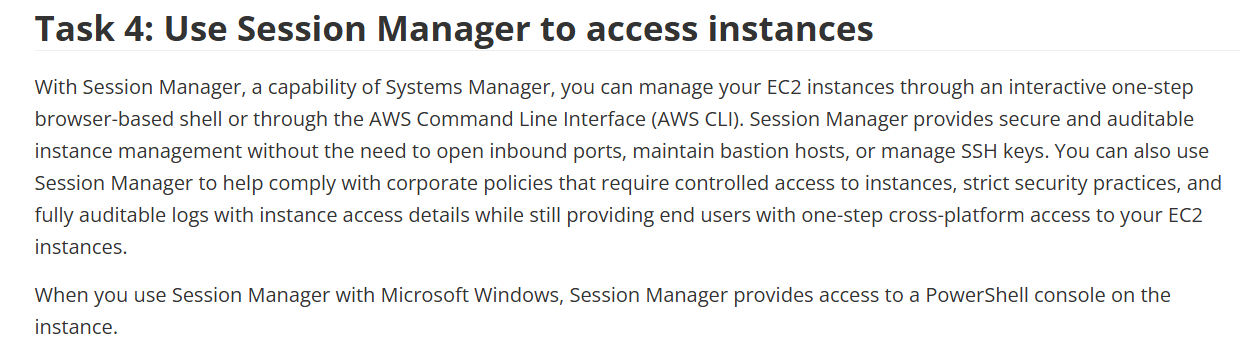 Task 4: Use Session Manager to access instances
With Session Manager, a capability of Systems Manager, you can manage your EC2 instances through an interactive one-step
browser-based shell or through the AWS Command Line Interface (AWS CLI). Session Manager provides secure and auditable
instance management without the need to open inbound ports, maintain bastion hosts, or manage SSH keys. You can also use
Session Manager to help comply with corporate policies that require controlled access to instances, strict security practices, and
fully auditable logs with instance access details while still providing end users with one-step cross-platform access to your EC2
instances.
When you use Session Manager with Microsoft Windows, Session Manager provides access to a PowerShell console on the
instance.